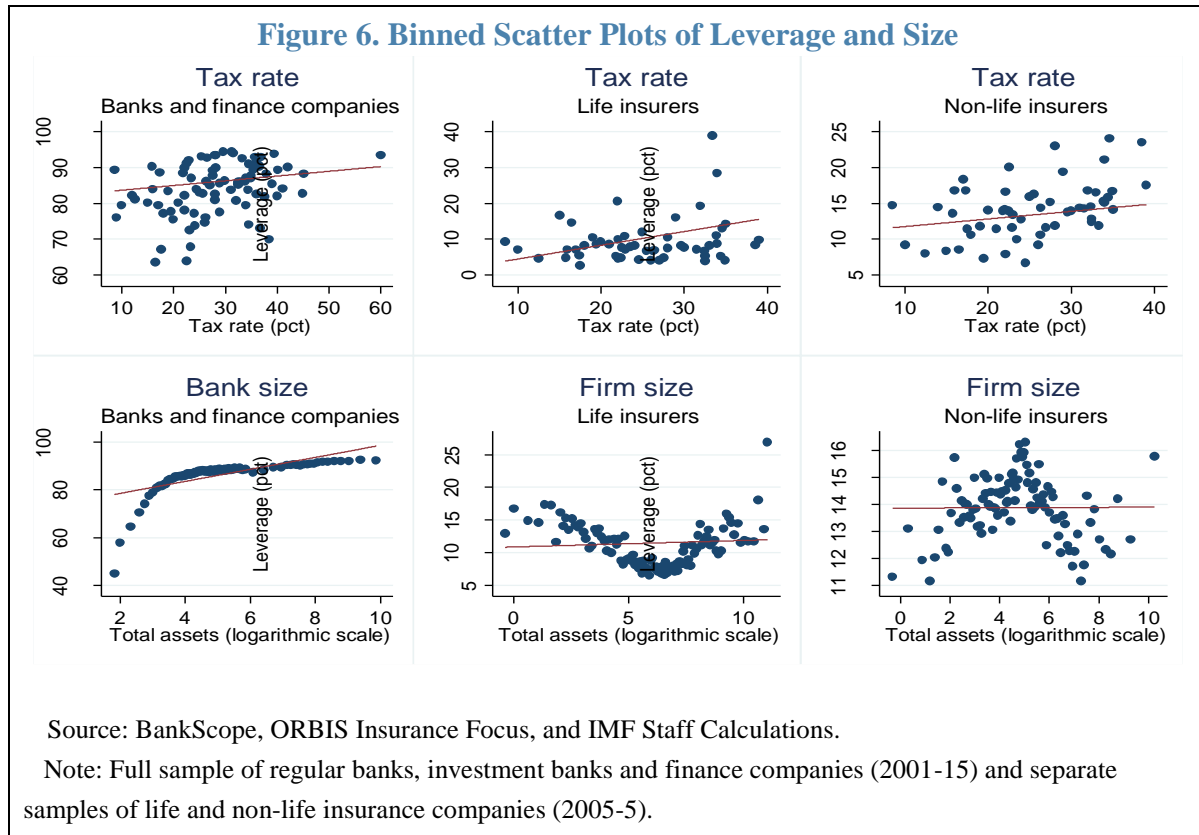 Figure 6. Binned Scatter Plots of Leverage and Size
Tax rate
Banks and finance companies
100
90
80
70
60
10 20 30 40 50 60
Tax rate (pct)
Tax rate
Life insurers
Leverage (pct)
40
30
20
10
0
10 20 30 40
Tax rate (pct)
Tax rate
Non-life insurers
Leverage (pct)
25
20
15
10
5
10 20 30 40
Tax rate (pct)
Bank size
Banks and finance companies
100
80
60
40
2 4 6 8 10
Total assets (logarithmic scale)
Firm size
Life insurers
Leverage (pct)
25
20
15
10
5
0 5 10
Total assets (logarithmic scale)
Firm size
Non-life insurers
Leverage (pct)
16
15
14
13
12
11
0 2 4 6 8 10
Total assets (logarithmic scale)
Source: BankScope, ORBIS Insurance Focus, and IMF Staff Calculations.
Note: Full sample of regular banks, investment banks and finance companies (2001-15) and separate
samples of life and non-life insurance companies (2005-5).